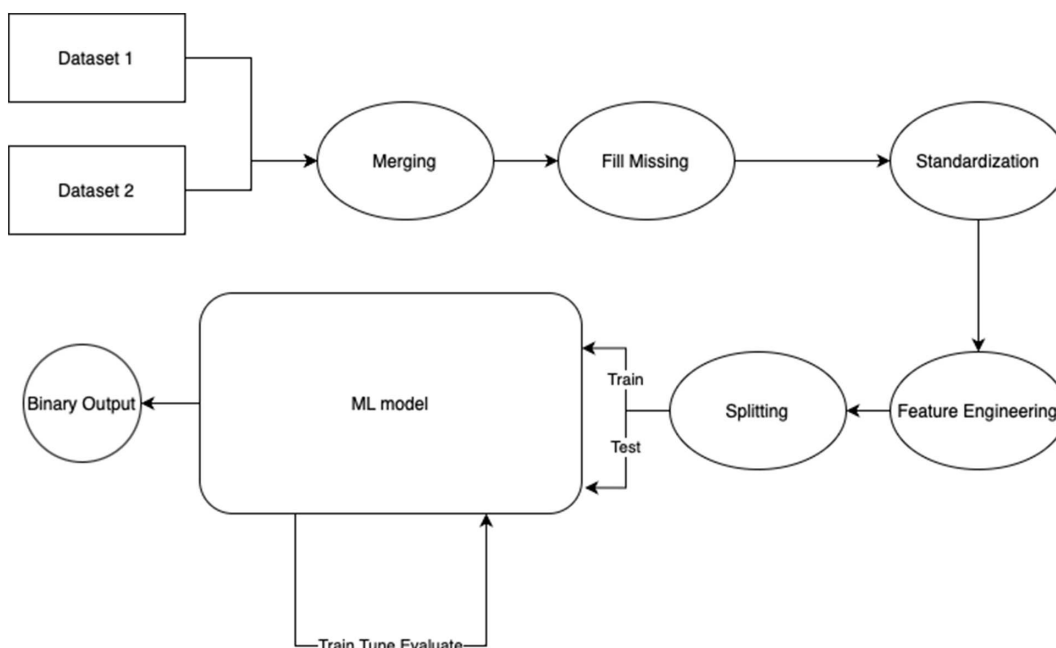 Dataset 1
Dataset 2
Merging
Fill Missing
Standardization
Feature Engineering
Splitting
Train
Test
ML model
Binary Output
Train Tune Evaluate